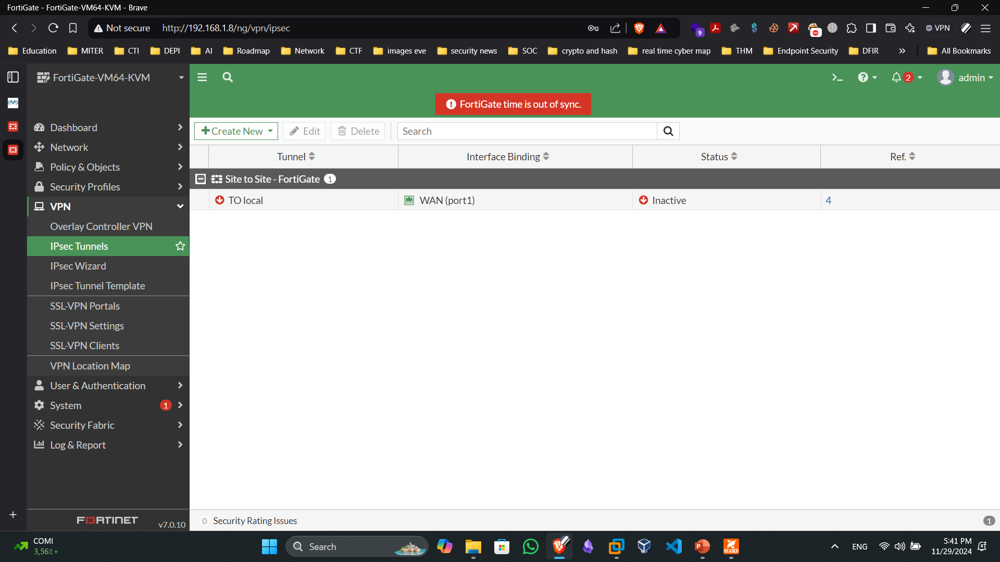 FortiGate - FortiGate-VM64-KVM - Brave
Not secure http://192.168.1.8/ng/vpn/ipsec
9
VPN
Education MITER CTI DEPI AI Roadmap Network CTF images eve security news SOC crypto and hash real time cyber map THM Endpoint Security DFIR » All Bookmarks
FortiGate-VM64-KVM
2 admin
FortiGate time is out of sync.
Dashboard
Network
Policy & Objects
Security Profiles
VPN
Overlay Controller VPN
IPsec Tunnels
IPsec Wizard
IPsec Tunnel Template
SSL-VPN Portals
SSL-VPN Settings
SSL-VPN Clients
VPN Location Map
User & Authentication
System 1
Security Fabric
Log & Report
FORTINET v7.0.10
Create New Edit Delete Search
Tunnel Interface Binding Status Ref.
Site to Site - FortiGate 1
TO local WAN (port1) Inactive 4
0 Security Rating Issues 1
COMI
3,56%+
Search
READER
ENG
5:41 PM
11/29/2024